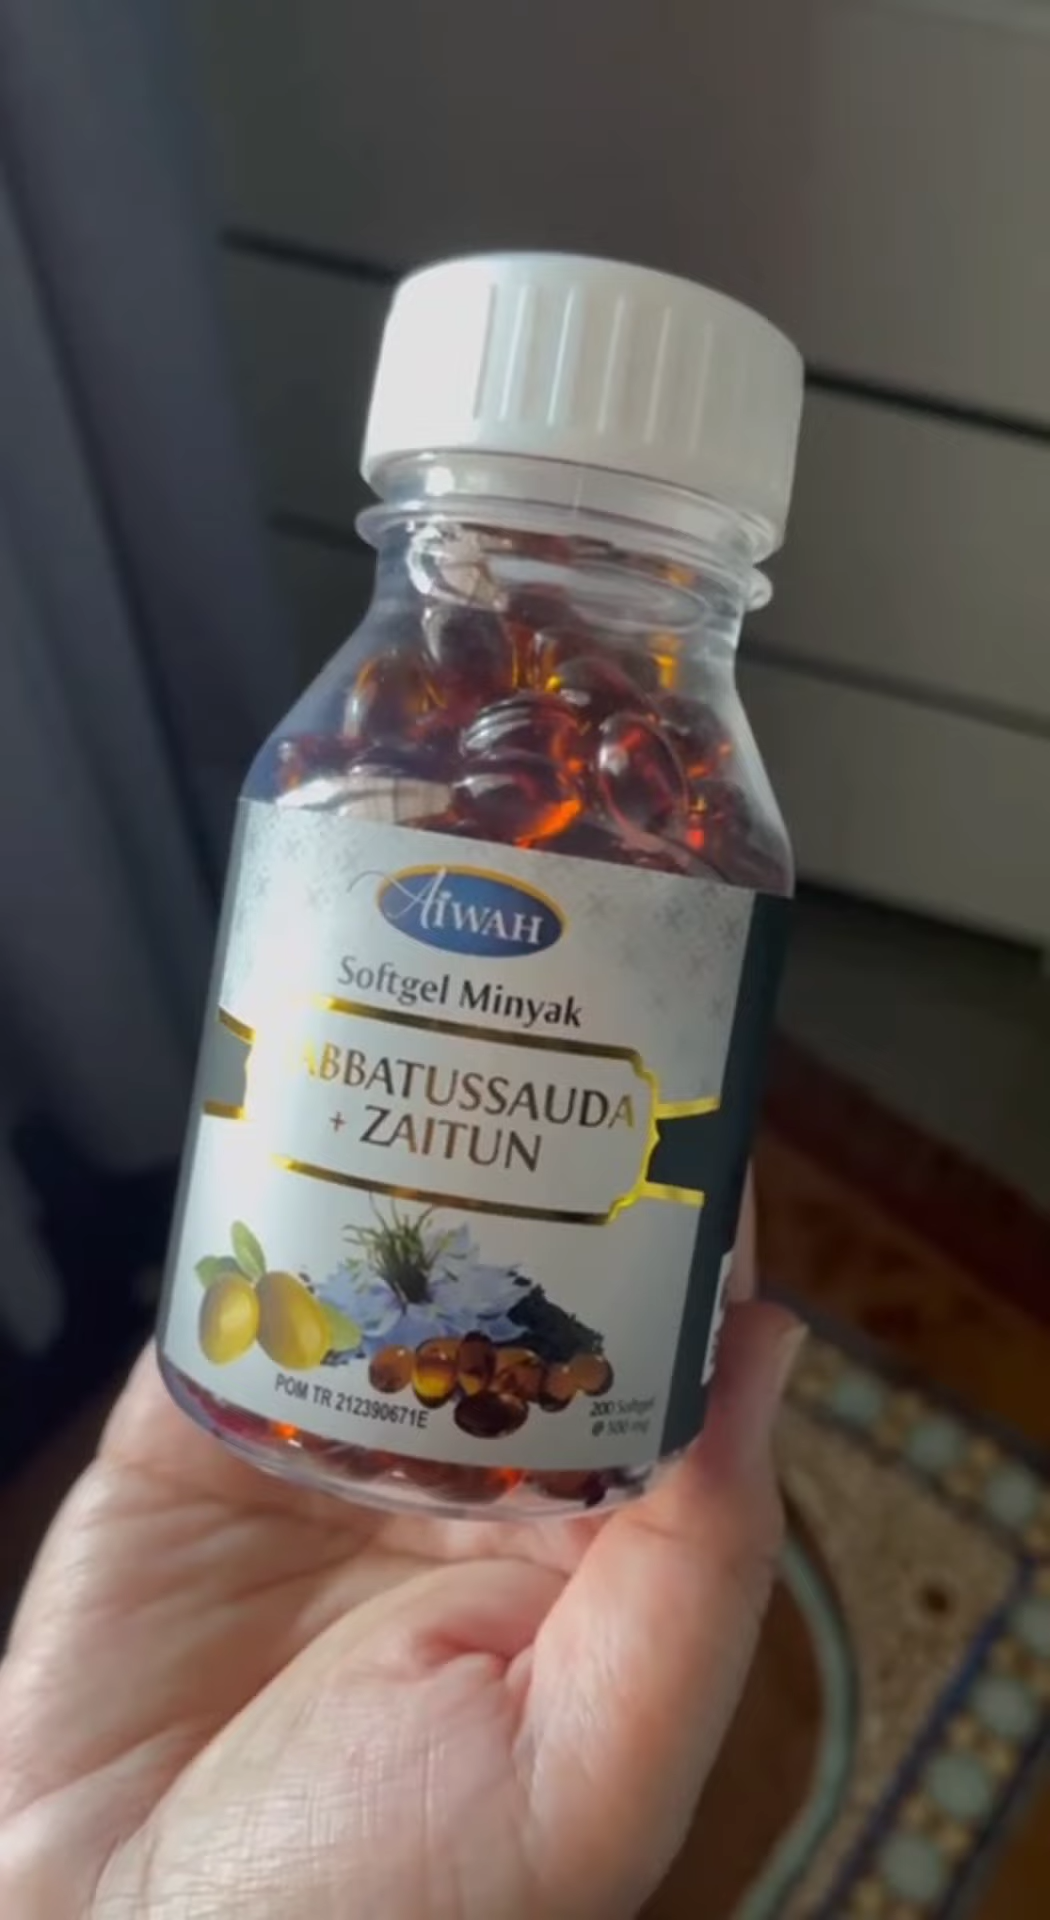 AIWAH
Softgel Minyak
ABBATUSSAUDA
+ ZAITUN
POM TR 212390671E
200 Softgel
@ 500 mg